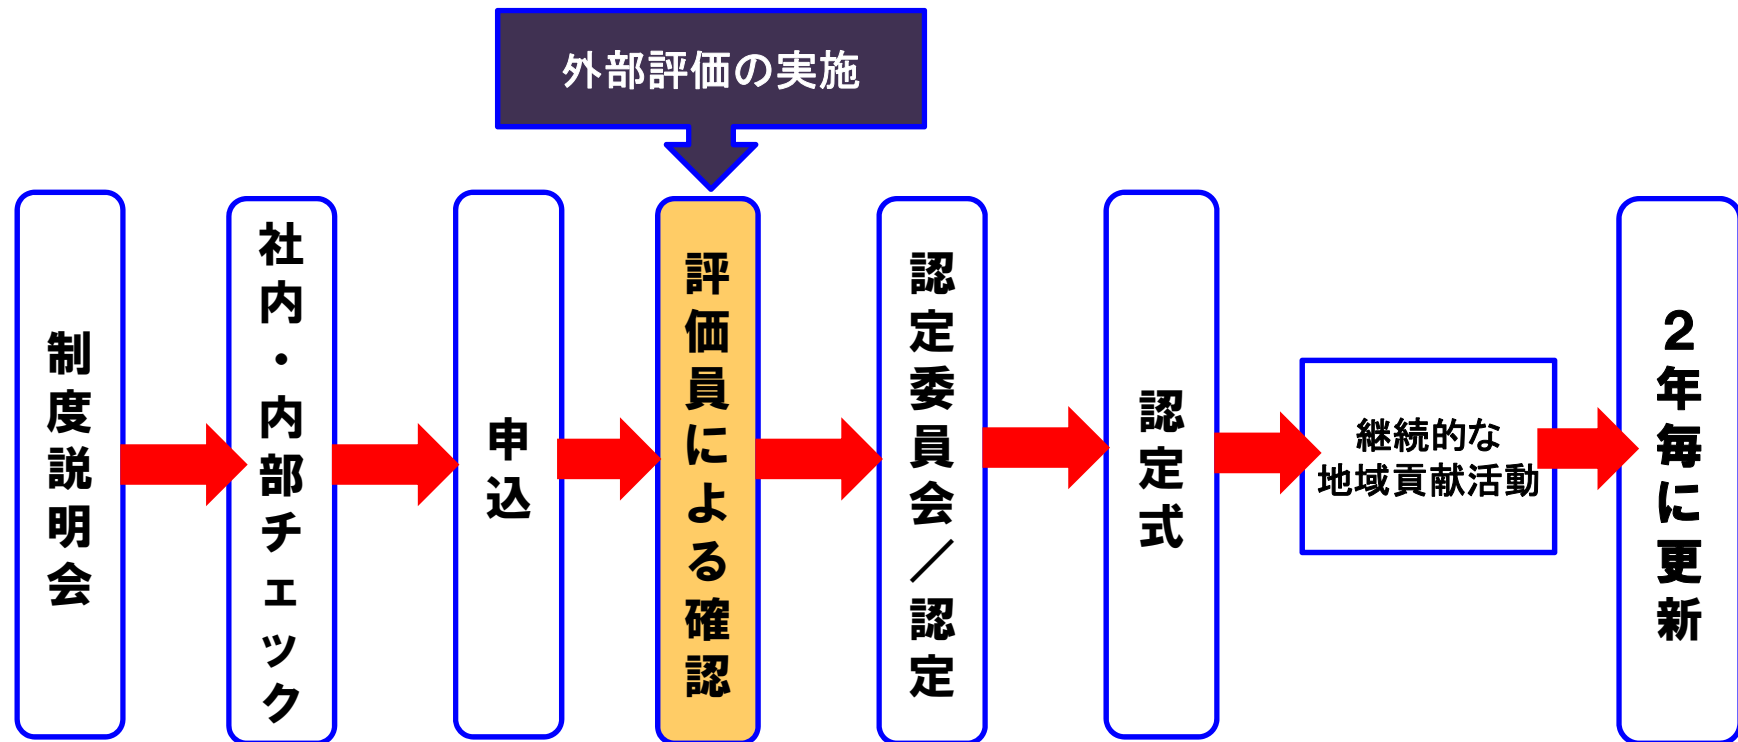 外部評価の実施
制度説明会
社内・内部チェック
申込
評価員による確認
認定委員会／認定
認定式
継続的な
地域貢献活動
２年毎に更新